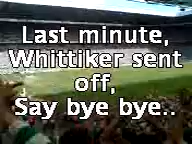 Last minute,
Whittiker sent
off,
Say bye bye..